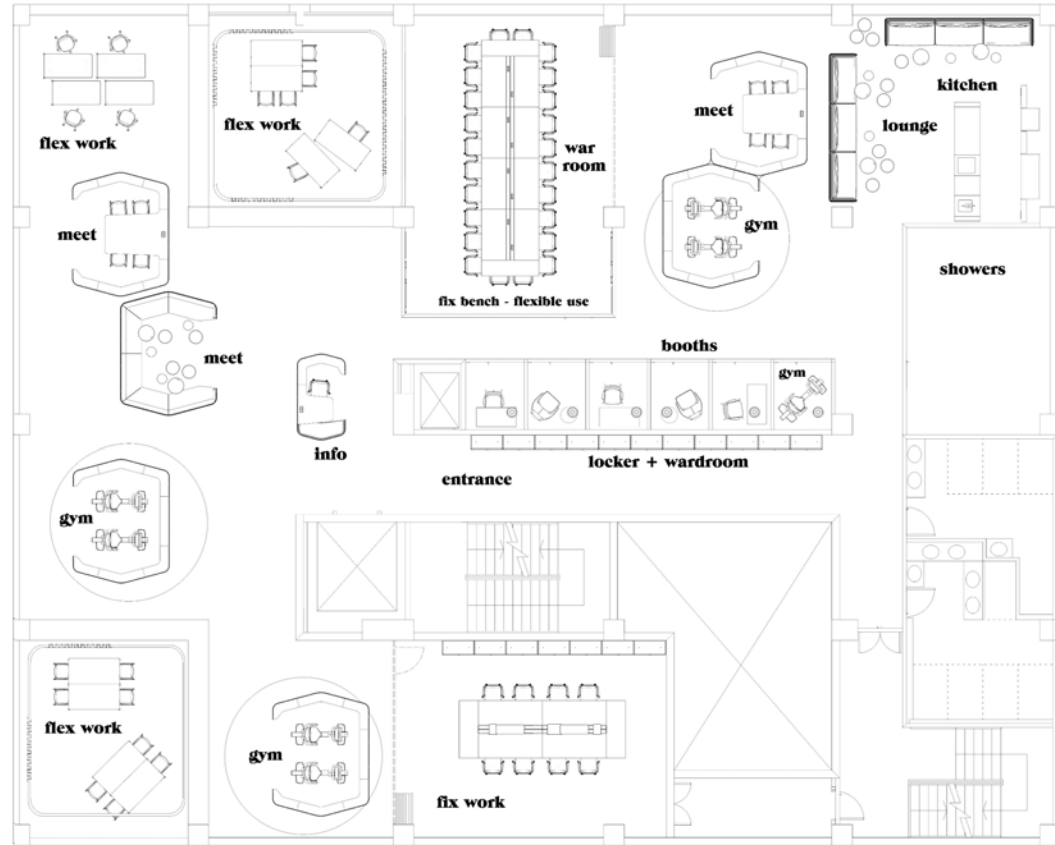 kitchen
meet
flex work
flex work
lounge
war
room
meet
gym
showers
fix bench - flexible use
booths
meet
gym
info
locker + wardroom
entrance
gym
flex work
gym
fix work